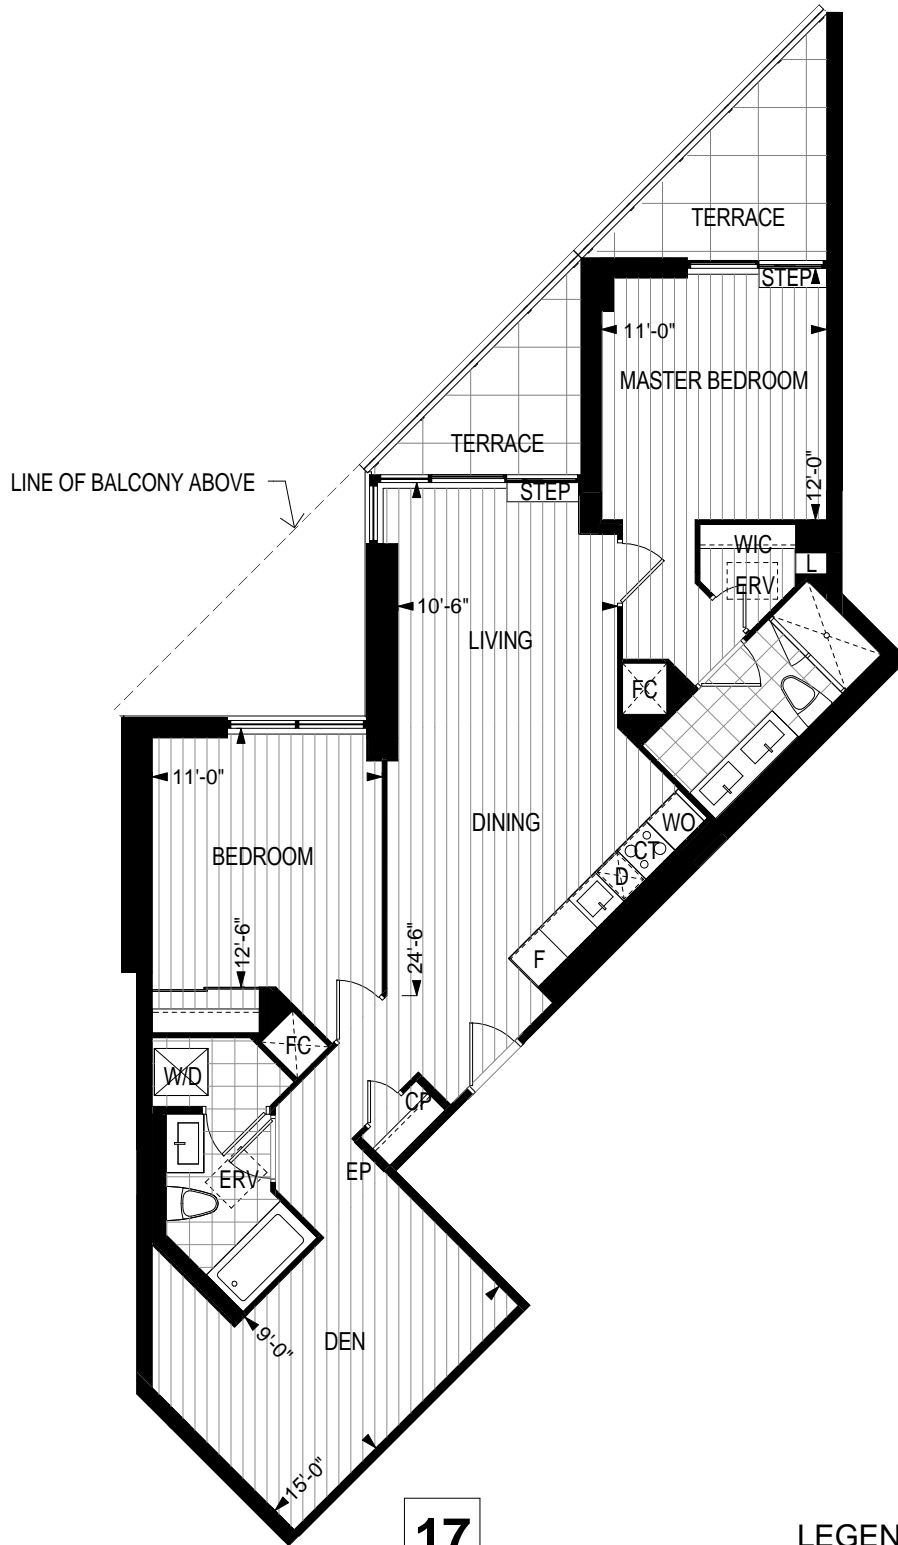 TERRACE
STEP
11'-0"
MASTER BEDROOM
12'-0"
TERRACE
LINE OF BALCONY ABOVE
STEP
WIC
L
ERV
10'-6"
LIVING
FC
11'-0"
DINING
WO
BEDROOM
CT
D
12'-6"
24'-6"
F
FC
W/D
CP
EP
ERV
9'-0"
DEN
15'-0"
17
LEGEN